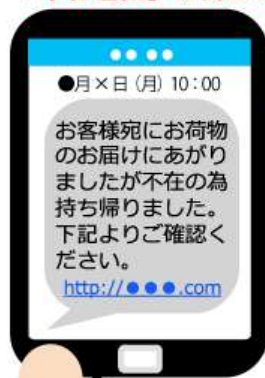 ●月×日（月）10：00
お客様宛にお荷物
のお届けにあがり
ましたが不在の為
持ち帰りました。
下記よりご確認く
ださい。
http://●●●.com